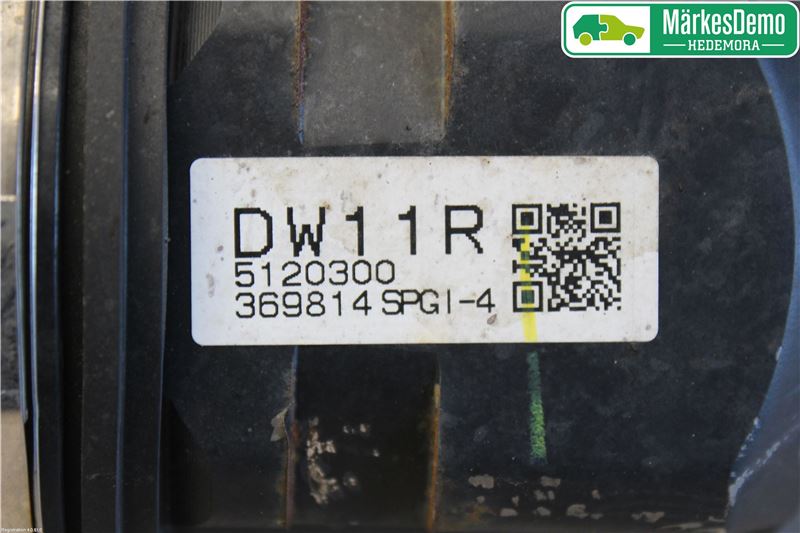 MärkesDemo
HEDEMORA
DW11R
5120300
369814 SPGI-4